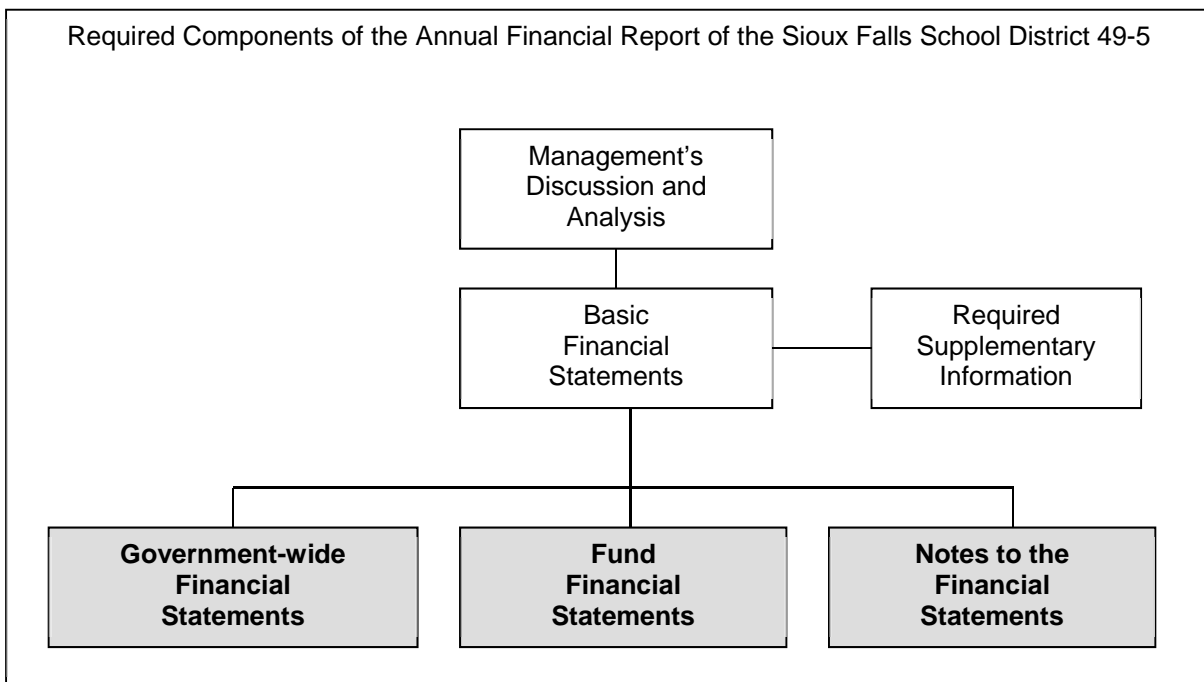 Required Components of the Annual Financial Report of the Sioux Falls School District 49-5
Management’s
Discussion and
Analysis
Basic
Financial
Statements
Required
Supplementary
Information
Government-wide
Financial
Statements
Fund
Financial
Statements
Notes to the
Financial
Statements